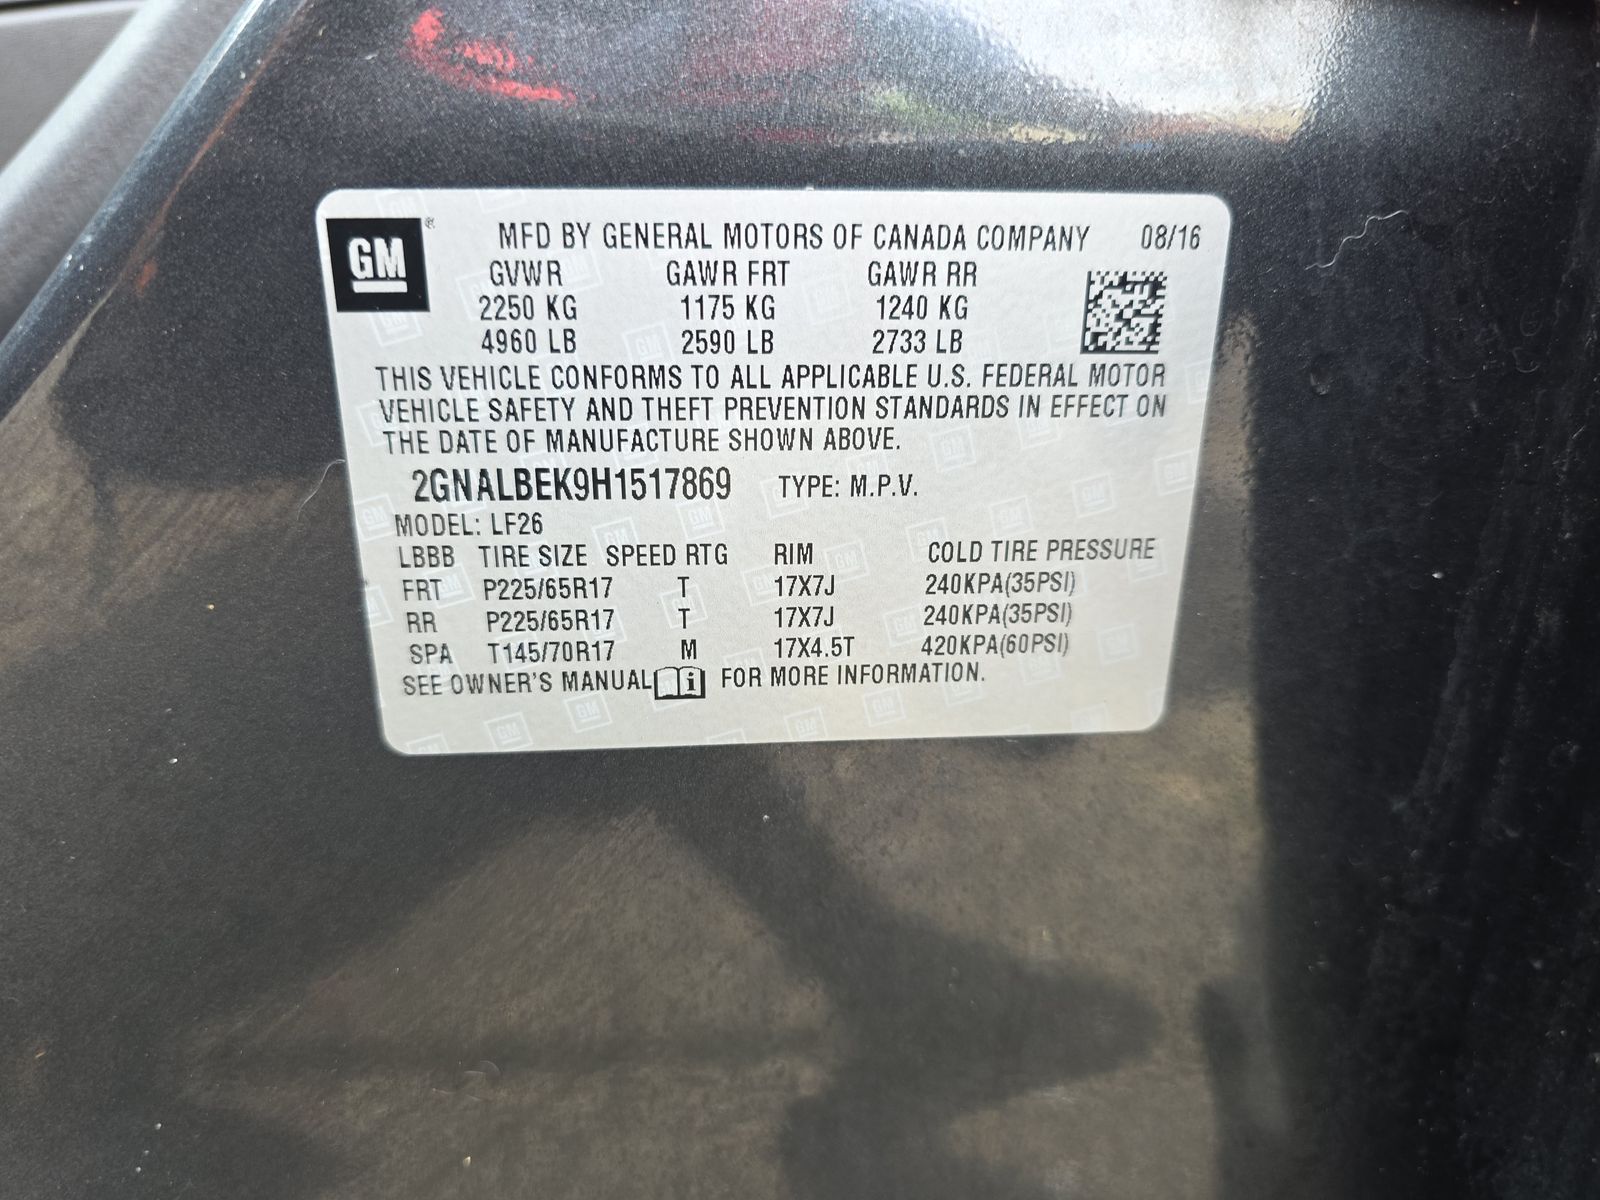 GM ® MFD BY GENERAL MOTORS OF CANADA COMPANY 08/16
GVWR GAWR FRT GAWR RR
2250 KG 1175 KG 1240 KG
4960 LB 2590 LB 2733 LB
THIS VEHICLE CONFORMS TO ALL APPLICABLE U.S. FEDERAL MOTOR
VEHICLE SAFETY AND THEFT PREVENTION STANDARDS IN EFFECT ON
THE DATE OF MANUFACTURE SHOWN ABOVE.
2GNALBEK9H1517869 TYPE: M.P.V.
MODEL: LF26
LBBB TIRE SIZE SPEED RTG RIM COLD TIRE PRESSURE
FRT P225/65R17 T 17X7J 240KPA(35PSI)
RR P225/65R17 T 17X7J 240KPA(35PSI)
SPA T145/70R17 M 17X4.5T 420KPA(60PSI)
SEE OWNER'S MANUAL i FOR MORE INFORMATION.